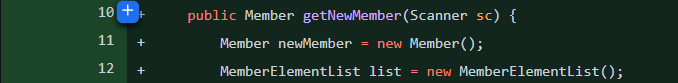 10 + public Member getNewMember(Scanner sc) {
11 + Member newMember = new Member();
12 + MemberElementList list = new MemberElementList();